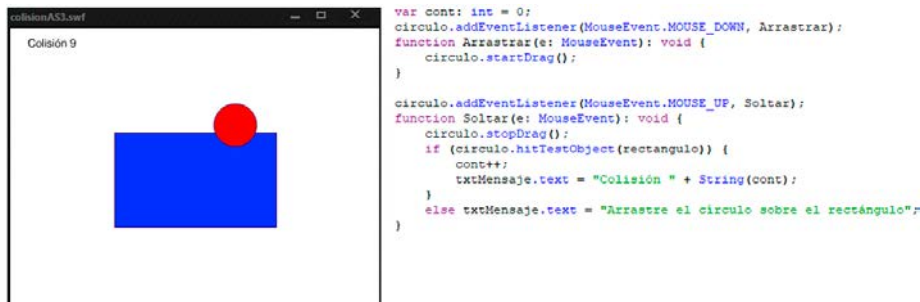 colisionAS3.swf
Colisión 9
var cont: int = 0;
circulo.addEventListener(MouseEvent.MOUSE_DOWN, Arrastrar);
function Arrastrar(e: MouseEvent): void {
circulo.startDrag();
}
circulo.addEventListener(MouseEvent.MOUSE_UP, Soltar);
function Soltar(e: MouseEvent): void {
circulo.stopDrag();
if (circulo.hitTestObject(rectangulo)) {
cont++;
txtMensaje.text = "Colisión " + String(cont);
}
else txtMensaje.text = "Arrastre el círculo sobre el rectángulo";
}